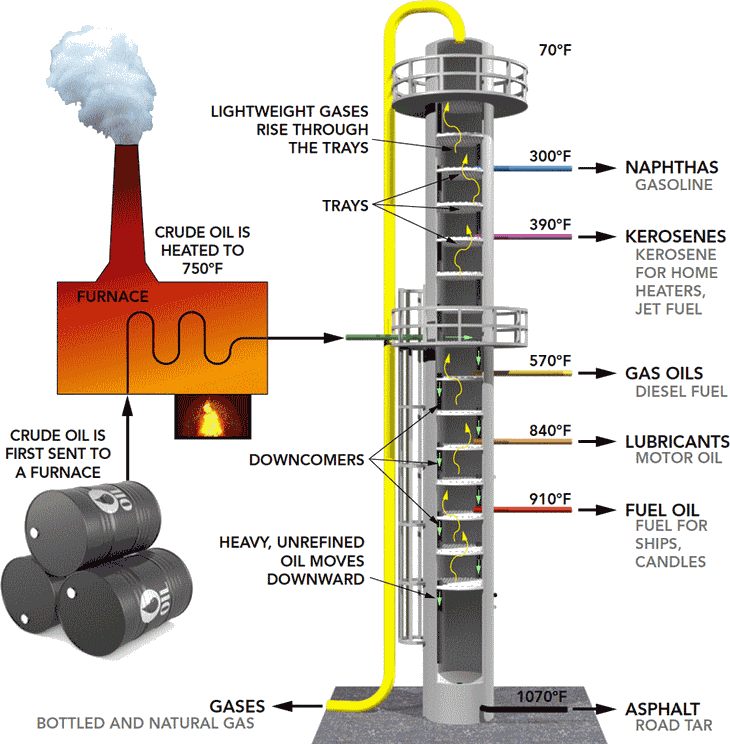 70°F
LIGHTWEIGHT GASES
RISE THROUGH
THE TRAYS
300°F
NAPHTHAS
GASOLINE
TRAYS
CRUDE OIL IS
HEATED TO
750°F
390°F
KEROSENES
KEROSENE
FOR HOME
HEATERS,
JET FUEL
FURNACE
570°F
GAS OILS
DIESEL FUEL
CRUDE OIL IS
FIRST SENT TO
A FURNACE
DOWNCOMERS
840°F
LUBRICANTS
MOTOR OIL
910°F
FUEL OIL
FUEL FOR
SHIPS,
CANDLES
OIL
OIL
HEAVY, UNREFINED
OIL MOVES
DOWNWARD
GASES
BOTTLED AND NATURAL GAS
1070°F
ASPHALT
ROAD TAR